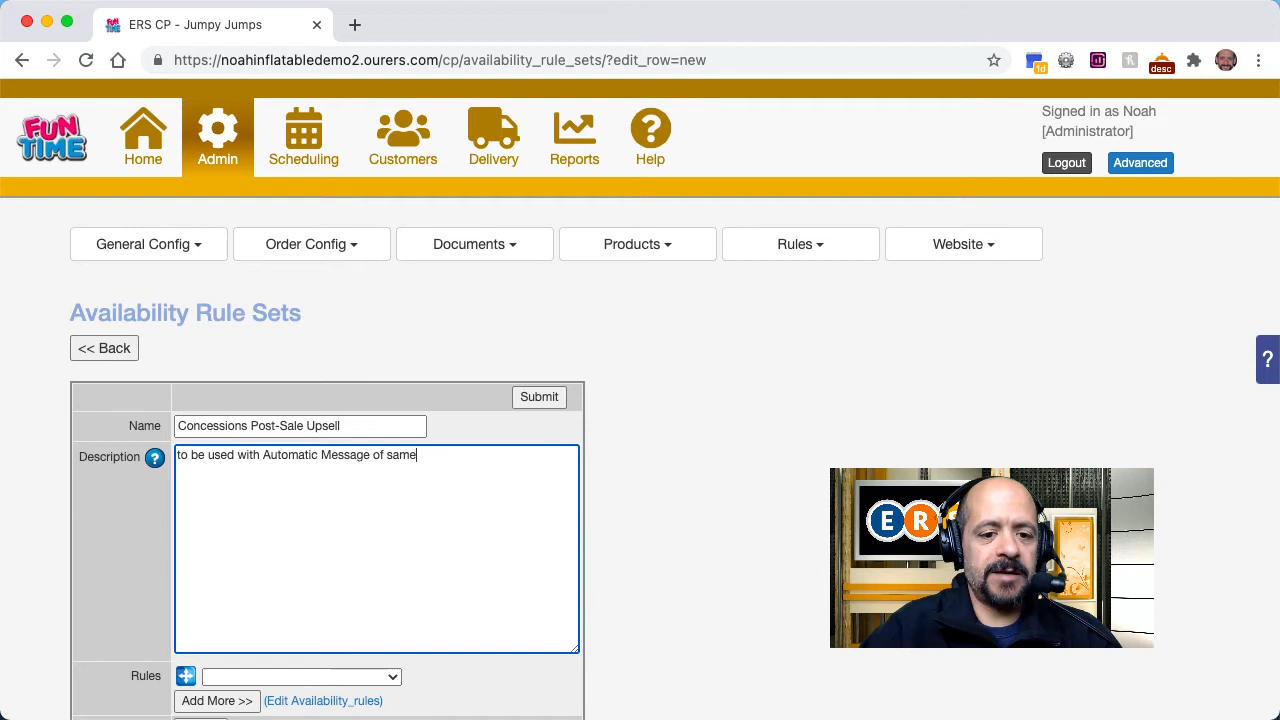 ERS CP - Jumpy Jumps
https://noahinflatabledemo2.ourers.com/cp/availability_rule_sets/?edit_row=new
1d
desc
FUN TIME
Home
Admin
Scheduling
Customers
Delivery
Reports
Help
Signed in as Noah
[Administrator]
Logout
Advanced
General Config
Order Config
Documents
Products
Rules
Website
Availability Rule Sets
<< Back
?
Submit
Name
Concessions Post-Sale Upsell
Description ?
to be used with Automatic Message of same
E R
Rules
Add More >> (Edit Availability_rules)